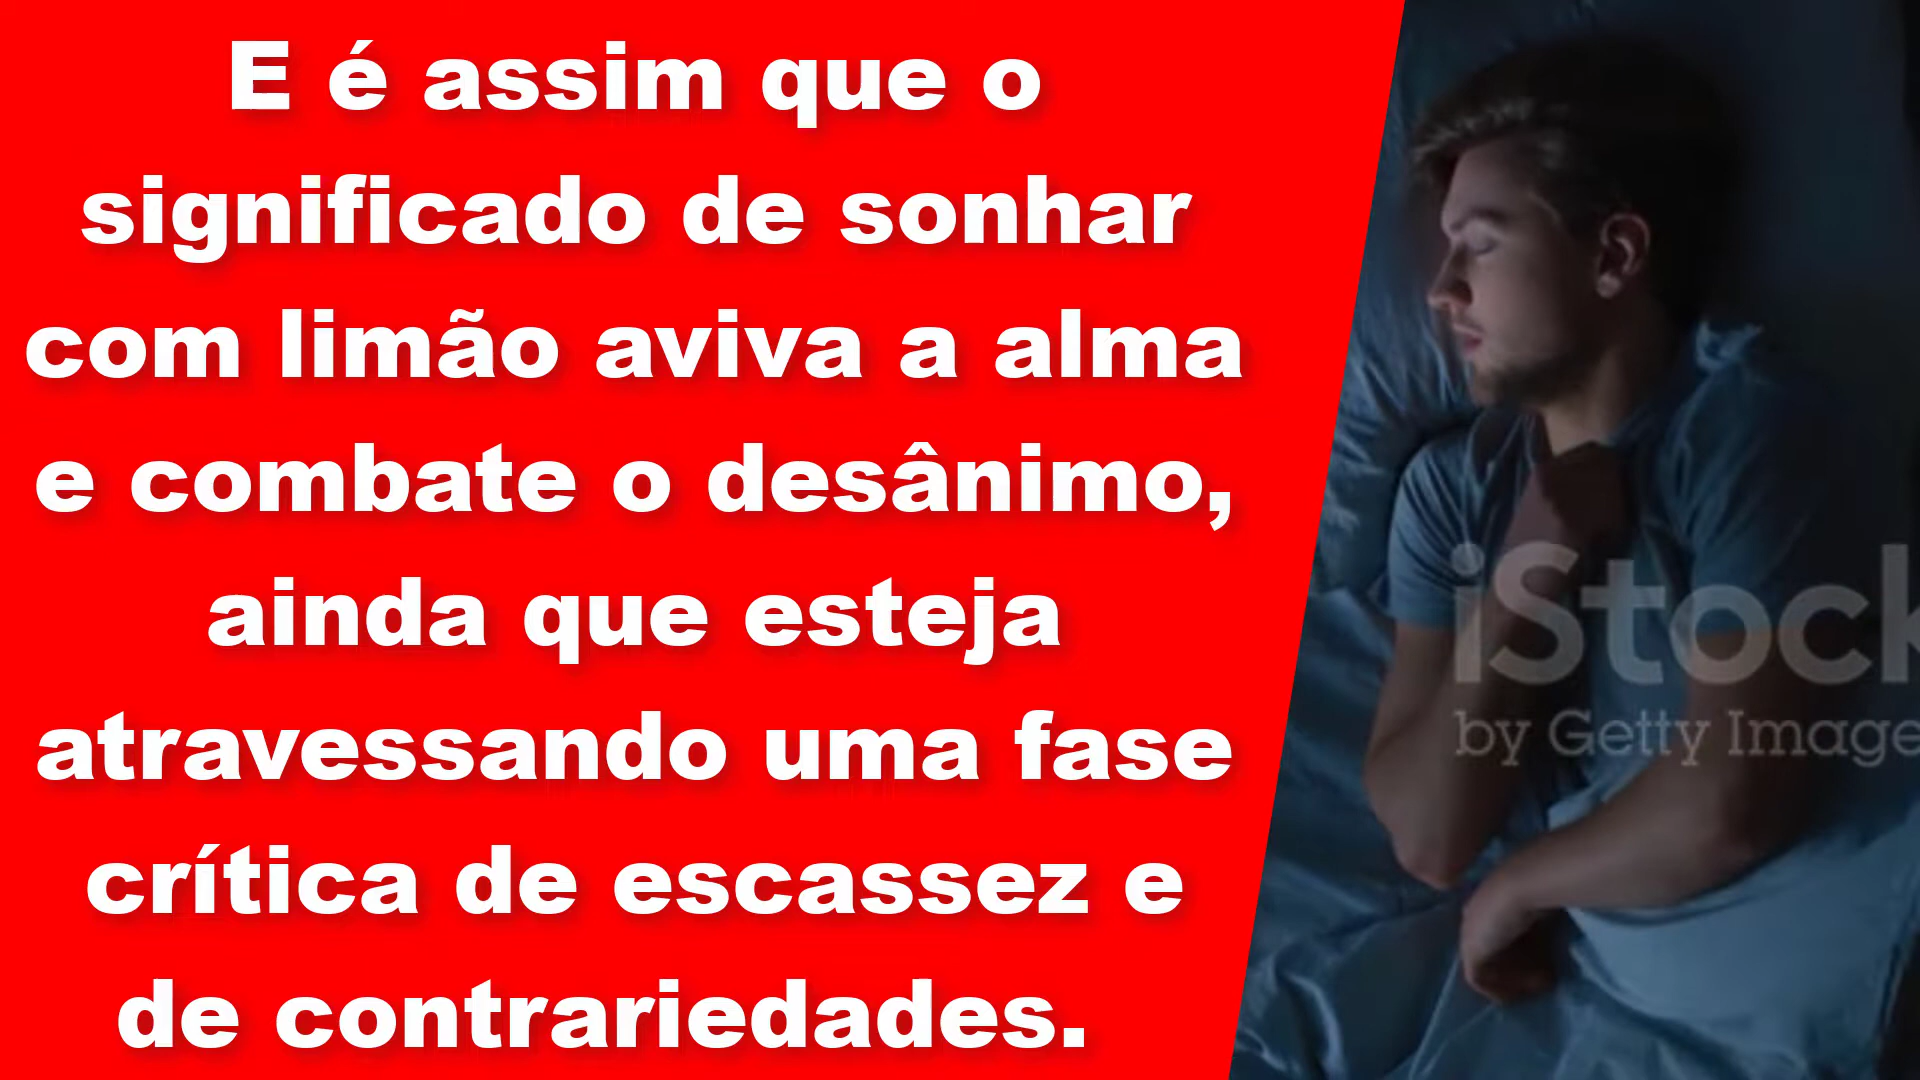 E é assim que o
significado de sonhar
com limão aviva a alma
e combate o desânimo,
ainda que esteja
atravessando uma fase
crítica de escassez e
de contrariedades.
iStock
by Getty Image